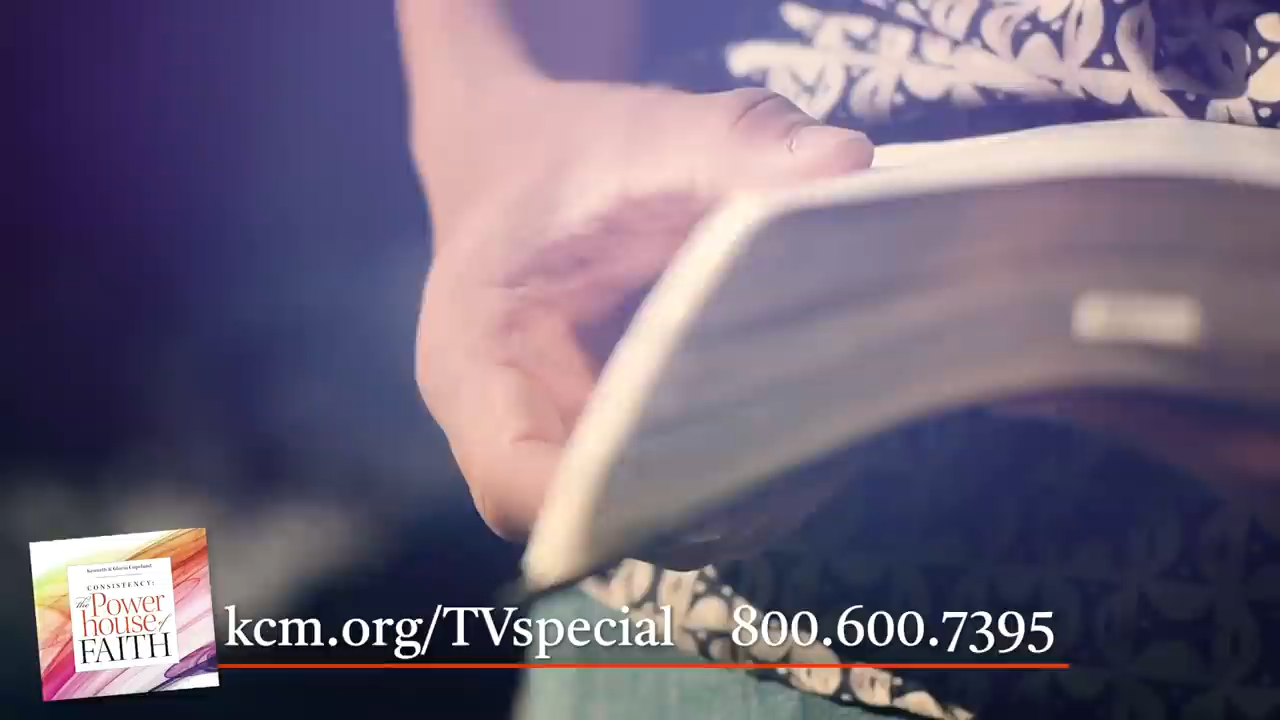 Kenneth & Gloria Copeland
CONSISTENCY:
the Power
house of
FAITH
kcm.org/TVspecial 800.600.7395